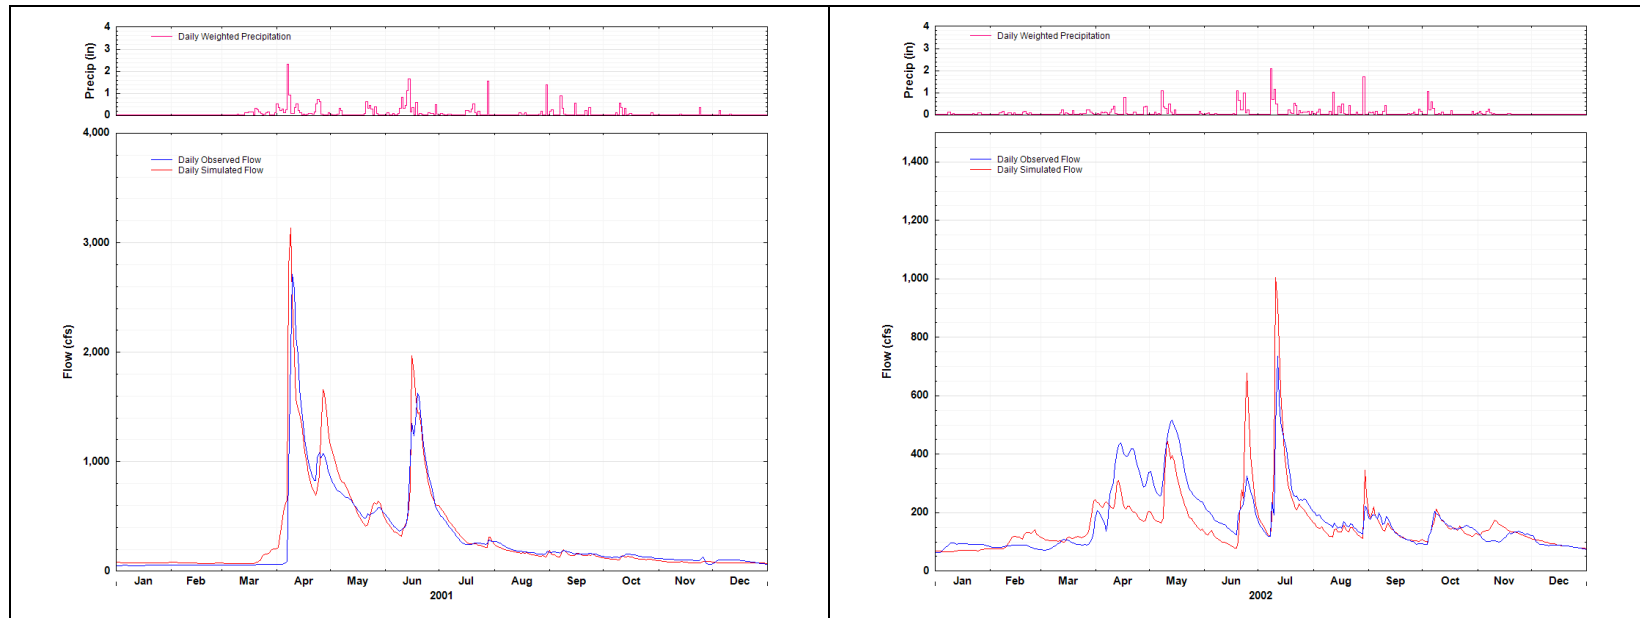 4
3
2
1
0
Precip (in)
Daily Weighted Precipitation
4,000
3,000
2,000
1,000
0
Flow (cfs)
Daily Observed Flow
Daily Simulated Flow
Jan Feb Mar Apr May Jun Jul Aug Sep Oct Nov Dec
2001
4
3
2
1
0
Precip (in)
Daily Weighted Precipitation
1,400
1,200
1,000
800
600
400
200
0
Flow (cfs)
Daily Observed Flow
Daily Simulated Flow
Jan Feb Mar Apr May Jun Jul Aug Sep Oct Nov Dec
2002